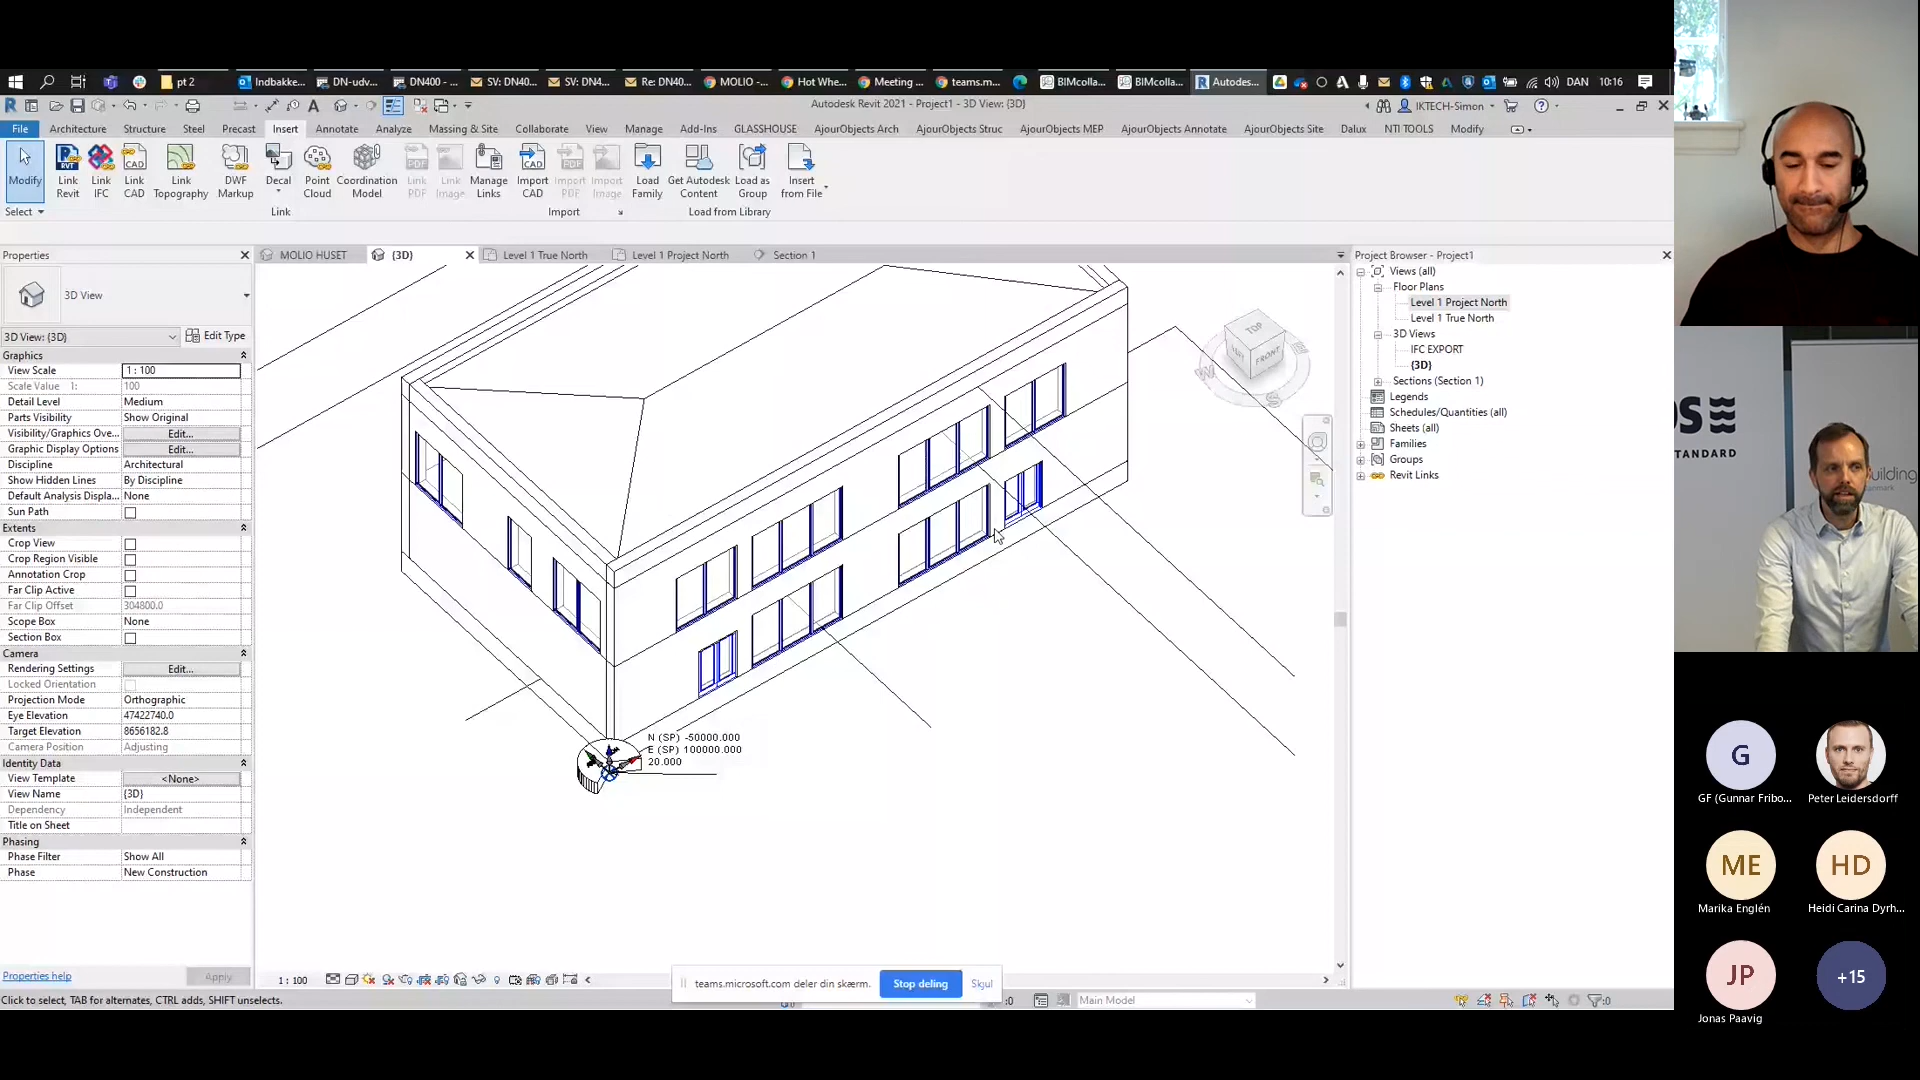 pt 2
Indbakke...
DN-udv...
DN400 - ...
SV: DN40...
SV: DN4...
Re: DN40...
MOLIO -...
Hot Whe...
Meeting ...
teams.m...
BIMcolla...
BIMcolla...
Autodes...
DAN
10:16
Autodesk Revit 2021 - Project1 - 3D View: {3D}
IKTECH-Simon
File
Architecture
Structure
Steel
Precast
Insert
Annotate
Analyze
Massing & Site
Collaborate
View
Manage
Add-Ins
GLASSHOUSE
AjourObjects Arch
AjourObjects Struc
AjourObjects MEP
AjourObjects Annotate
AjourObjects Site
Dalux
NTI TOOLS
Modify
Modify
Link Revit
Link IFC
Link CAD
Link Topography
DWF Markup
Decal
Point Cloud
Coordination Model
Link PDF
Link Image
Manage Links
Import CAD
Import PDF
Import Image
Load Family
Get Autodesk Content
Load as Group
Insert from File
Select
Link
Import
Load from Library
Properties
MOLIO HUSET
{3D}
Level 1 True North
Level 1 Project North
Section 1
Project Browser - Project1
3D View
3D View: {3D}
Edit Type
Graphics
View Scale 1 : 100
Scale Value 1: 100
Detail Level Medium
Parts Visibility Show Original
Visibility/Graphics Ove... Edit...
Graphic Display Options Edit...
Discipline Architectural
Show Hidden Lines By Discipline
Default Analysis Displa... None
Sun Path
Extents
Crop View
Crop Region Visible
Annotation Crop
Far Clip Active
Far Clip Offset 304800.0
Scope Box None
Section Box
Camera
Rendering Settings Edit...
Locked Orientation
Projection Mode Orthographic
Eye Elevation 47422740.0
Target Elevation 8656182.8
Camera Position Adjusting
Identity Data
View Template <None>
View Name {3D}
Dependency Independent
Title on Sheet
Phasing
Phase Filter Show All
Phase New Construction
Properties help
Apply
TOP
FRONT
W
S
E
N (SP) -50000.000
E (SP) 100000.000
20.000
Views (all)
Floor Plans
Level 1 Project North
Level 1 True North
3D Views
IFC EXPORT
{3D}
Sections (Section 1)
Legends
Schedules/Quantities (all)
Sheets (all)
Families
Groups
Revit Links
1 : 100
teams.microsoft.com deler din skærm.
Stop deling
Skjul
Click to select, TAB for alternates, CTRL adds, SHIFT unselects.
:0
Main Model
:0
TANDARD
uilding
G
GF (Gunnar Fribo...
Peter Leidersdorff
ME
Marika Englén
HD
Heidi Carina Dyrh...
JP
Jonas Paavig
+15